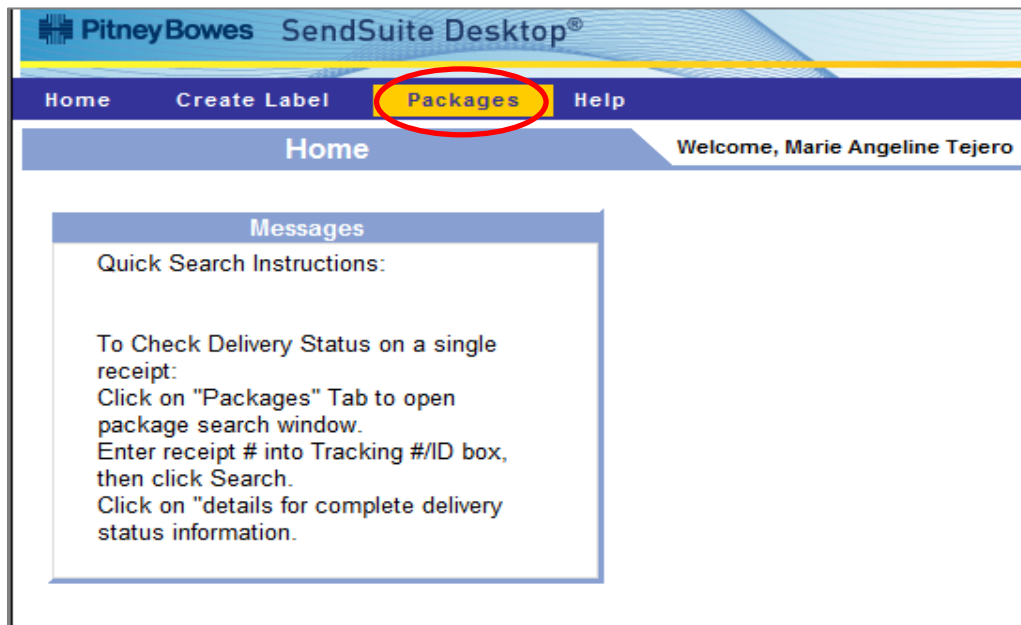 PitneyBowes SendSuite Desktop®
Home Create Label Packages Help
Home Welcome, Marie Angeline Tejero
Messages
Quick Search Instructions:
To Check Delivery Status on a single
receipt:
Click on "Packages" Tab to open
package search window.
Enter receipt # into Tracking #/ID box,
then click Search.
Click on "details for complete delivery
status information.